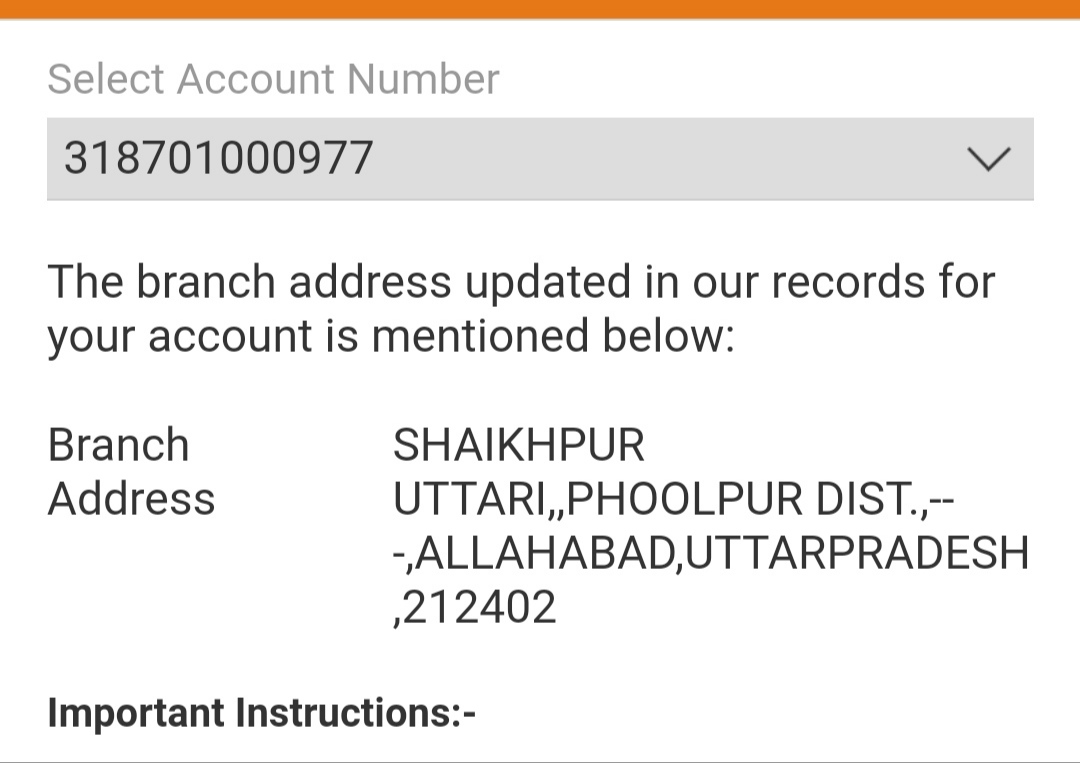 Select Account Number
318701000977
The branch address updated in our records for
your account is mentioned below:
Branch SHAIKHPUR
Address UTTARI,,PHOOLPUR DIST.,--
-,ALLAHABAD,UTTARPRADESH
,212402
Important Instructions:-